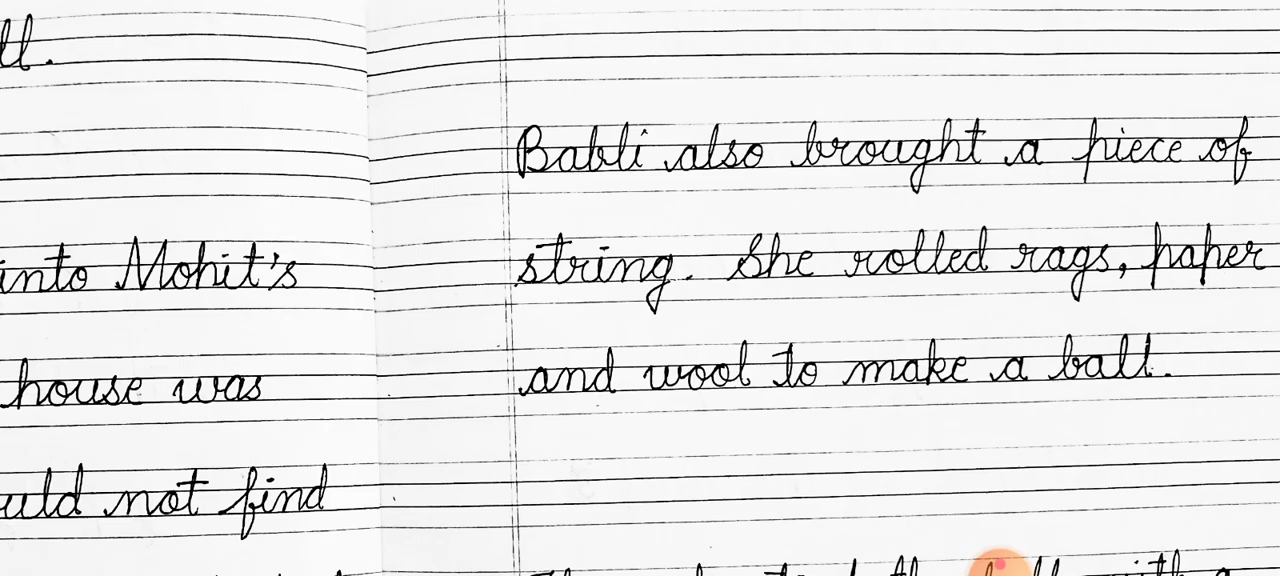 ll.
into Mohit's
house was
uld not find
Babli also brought a piece of
string. She rolled rags, paper
and wool to make a ball.